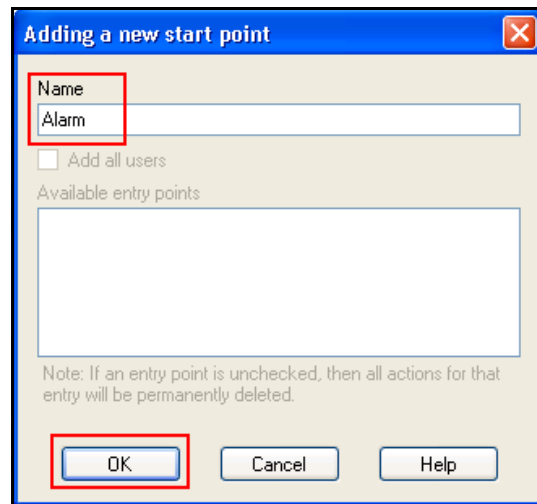 Adding a new start point
Name
Alarm
Add all users
Available entry points
Note: If an entry point is unchecked, then all actions for that
entry will be permanently deleted.
OK Cancel Help